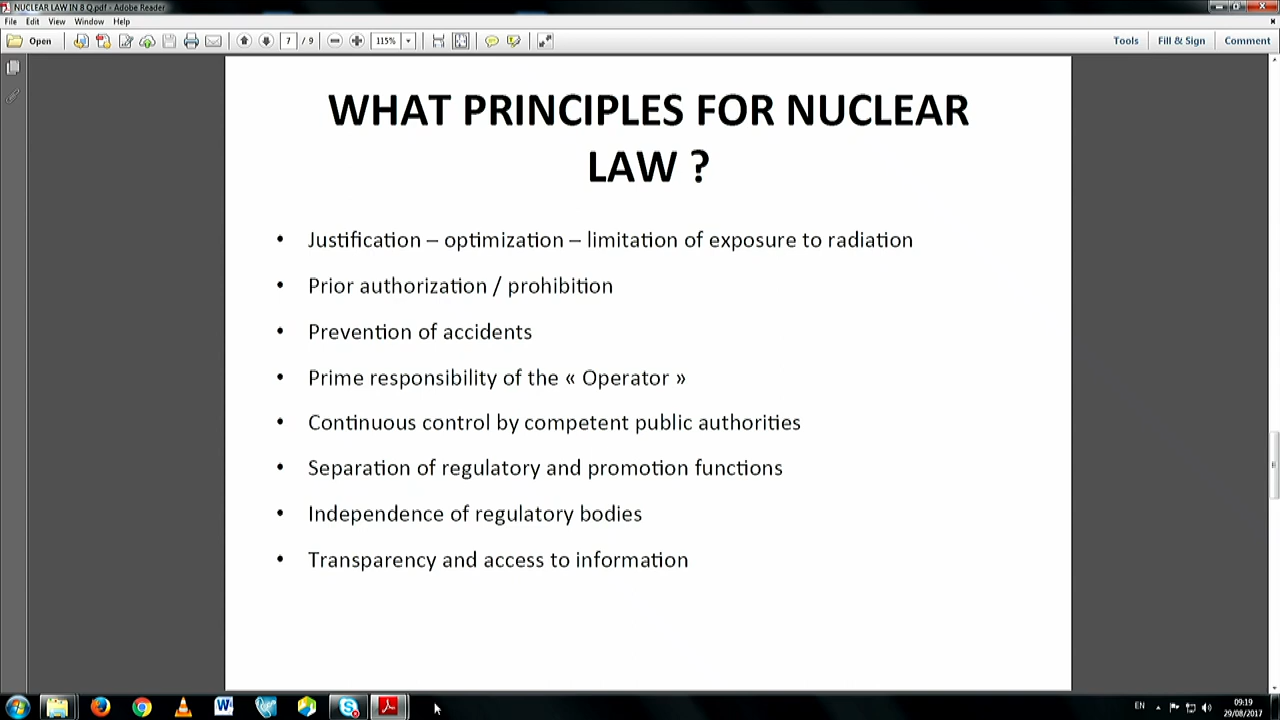 NUCLEAR LAW IN 8 Q.pdf - Adobe Reader
File Edit View Window Help
Open 7 / 9 115% Tools Fill & Sign Comment
WHAT PRINCIPLES FOR NUCLEAR
LAW ?
• Justification – optimization – limitation of exposure to radiation
• Prior authorization / prohibition
• Prevention of accidents
• Prime responsibility of the « Operator »
• Continuous control by competent public authorities
• Separation of regulatory and promotion functions
• Independence of regulatory bodies
• Transparency and access to information
EN 09:19
29/08/2017